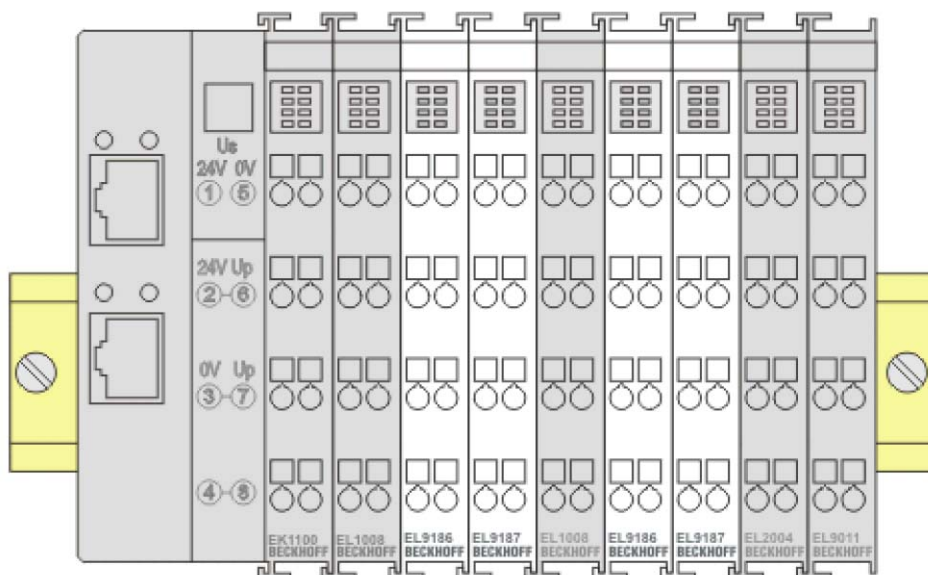 Us
24V 0V
1 5
24V Up
2 6
0V Up
3 7
4 8
EK1100 EL1008 EL9186 EL9187 EL1008 EL9186 EL9187 EL2004 EL9011
BECKHOFF BECKHOFF BECKHOFF BECKHOFF BECKHOFF BECKHOFF BECKHOFF BECKHOFF BECKHOFF